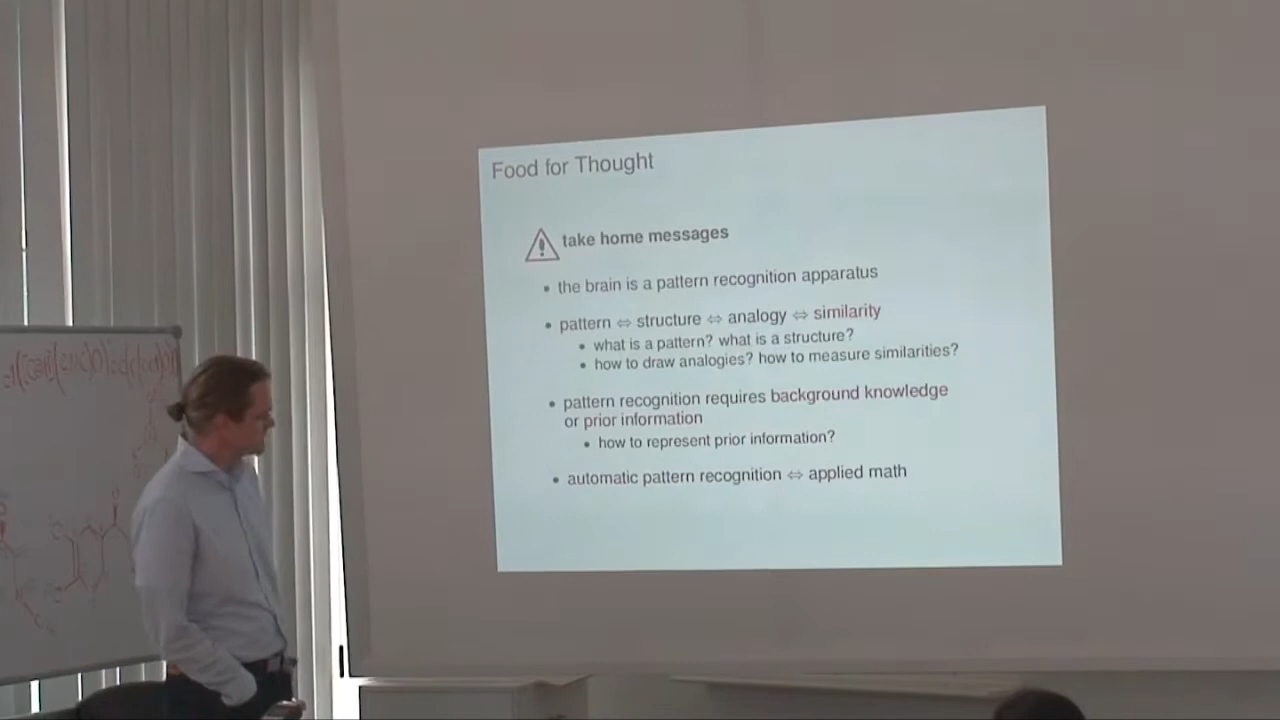 Food for Thought
take home messages
• the brain is a pattern recognition apparatus
• pattern ⇔ structure ⇔ analogy ⇔ similarity
• what is a pattern? what is a structure?
• how to draw analogies? how to measure similarities?
• pattern recognition requires background knowledge
or prior information
• how to represent prior information?
• automatic pattern recognition ⇔ applied math